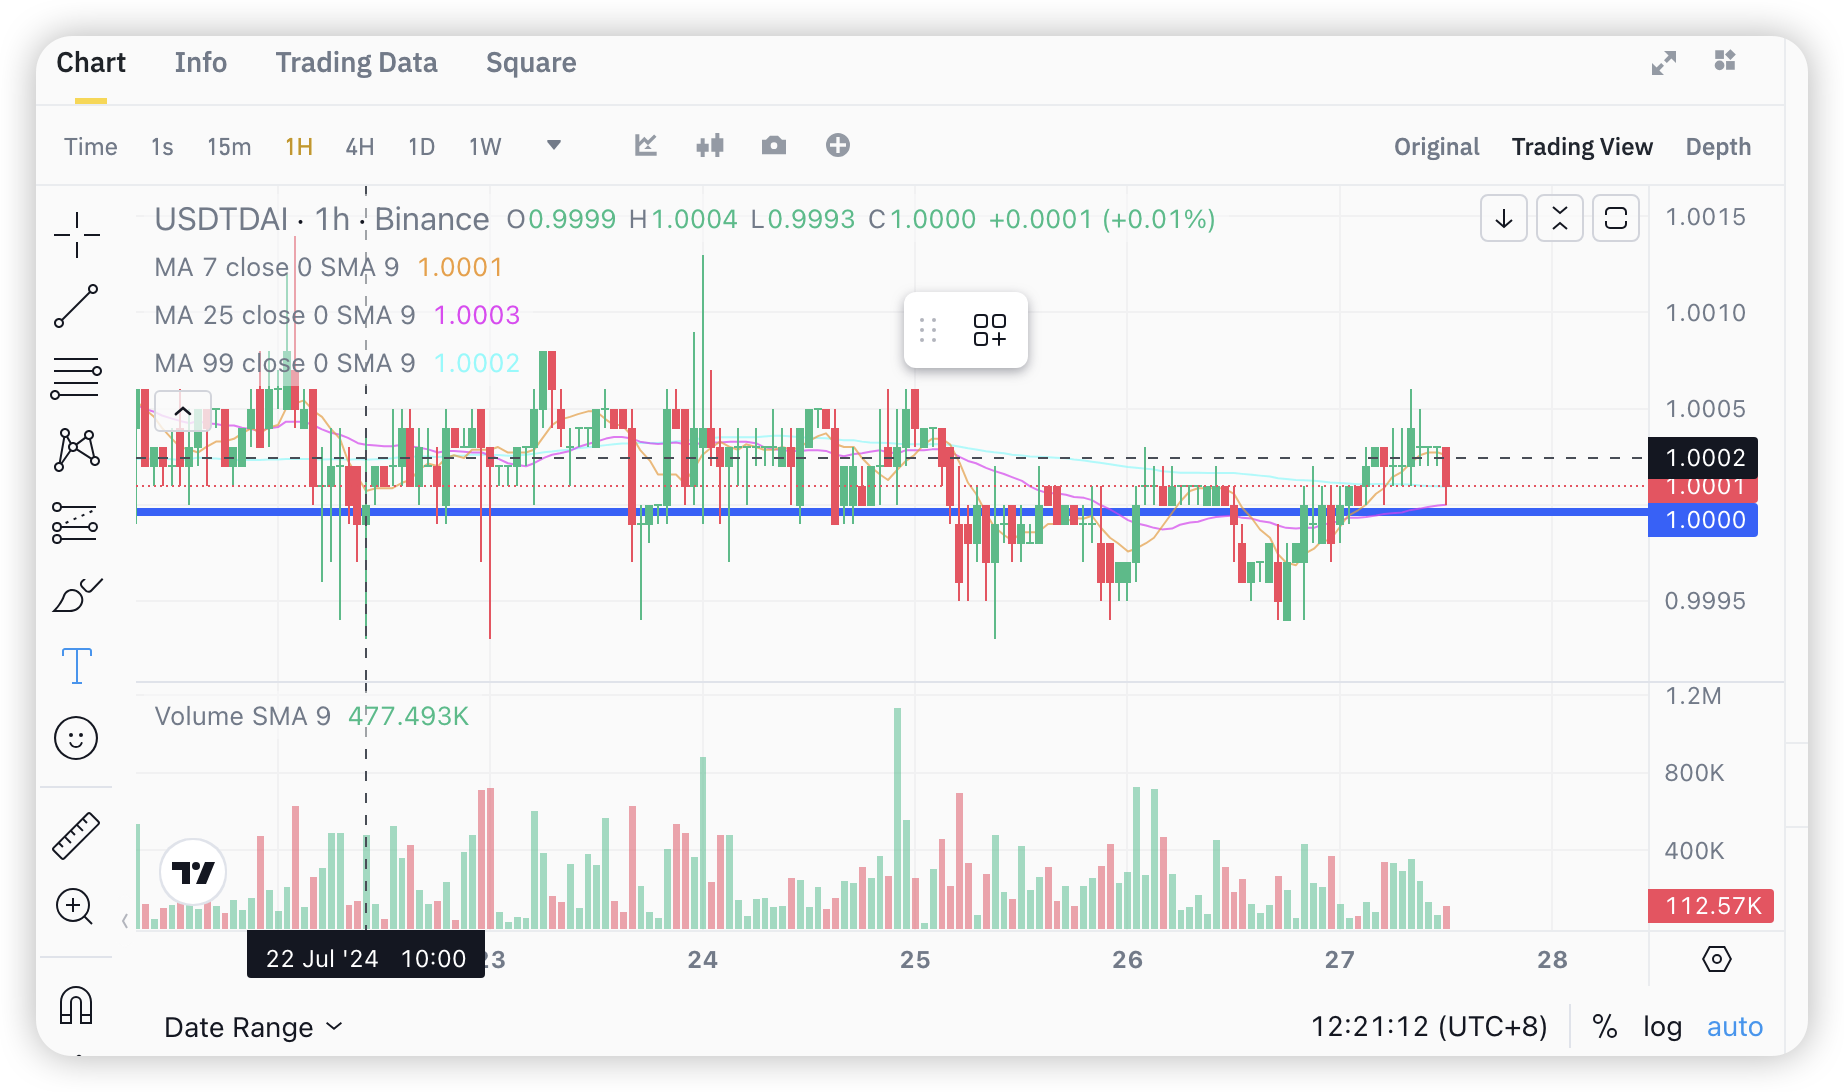 Chart Info Trading Data Square
Time 1s 15m 1H 4H 1D 1W Original Trading View Depth
USDTDAI · 1h · Binance O0.9999 H1.0004 L0.9993 C1.0000 +0.0001 (+0.01%)
MA 7 close 0 SMA 9 1.0001
MA 25 close 0 SMA 9 1.0003
MA 99 close 0 SMA 9 1.0002
1.0015
1.0010
1.0005
1.0002
1.0001
1.0000
0.9995
Volume SMA 9 477.493K
1.2M
800K
400K
112.57K
22 Jul '24 10:00 23 24 25 26 27 28
Date Range 12:21:12 (UTC+8) % log auto